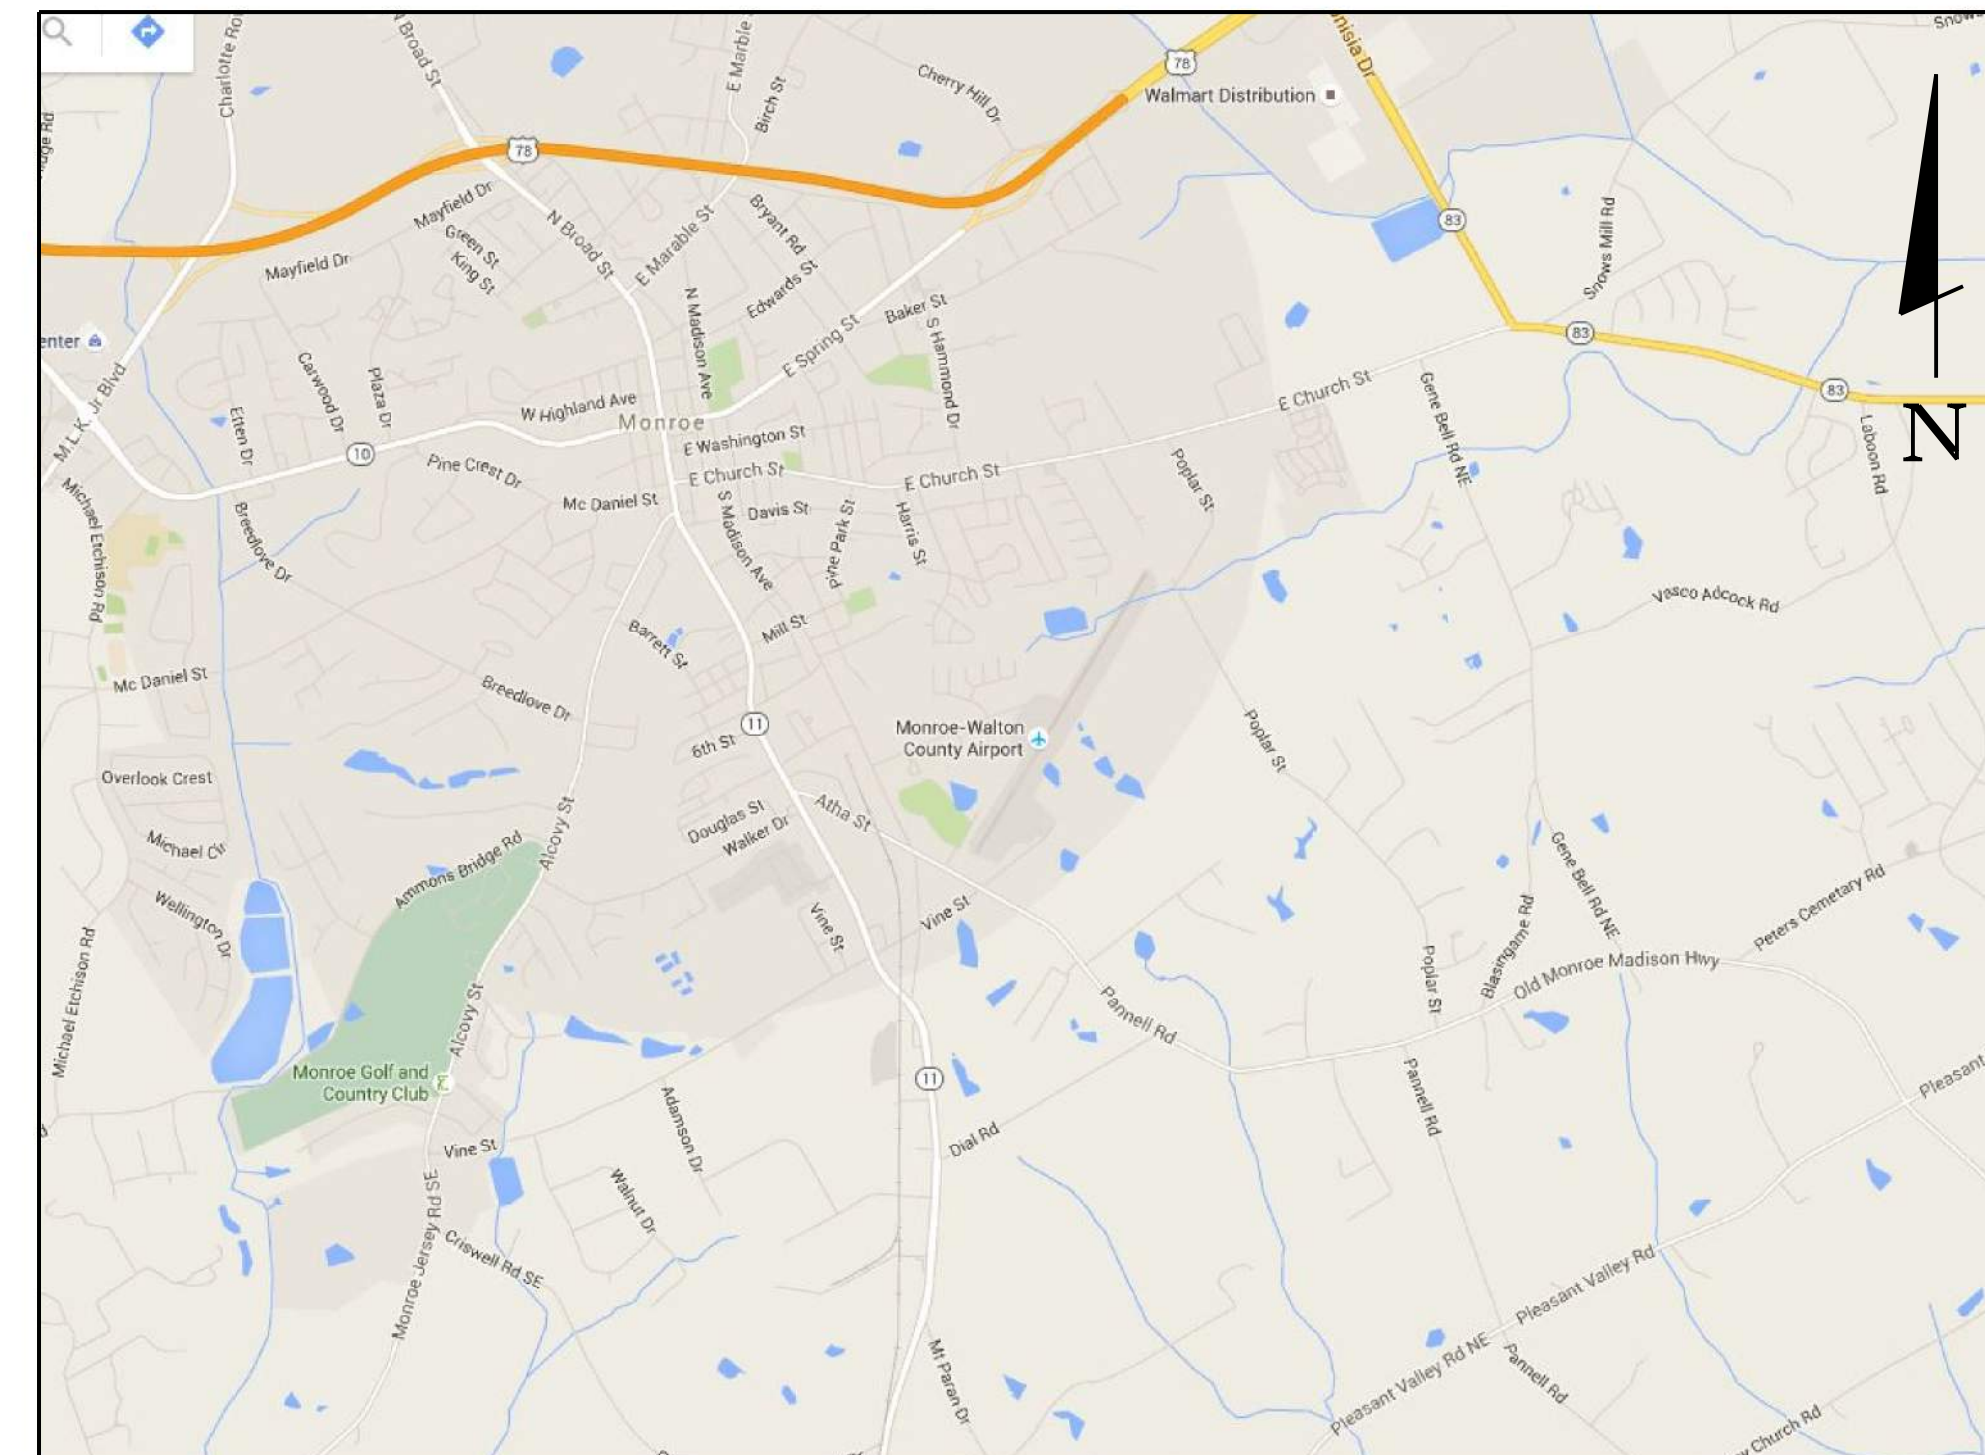 Charlotte Ro
N Broad St
E Marble
Birch St
Cherry Hill Dr
78
Walmart Distribution
nisia Dr
Snow
78
Mayfield Dr
Green St
King St
Mayfield Dr
N Broad St
E Marable St
Bryant Rd
Edwards St
N Madison Ave
E Spring St
Baker St
S Hammond Dr
83
Snows Mill Rd
83
83
enter
M.L.K. Jr Blvd
Etten Dr
Carwood Dr
Plaza Dr
W Highland Ave
Monroe
E Washington St
E Church St
E Church St
E Church St
Gene Bell Rd NE
Laboon Rd
N
10
Pine Crest Dr
Mc Daniel St
S Madison Ave
Davis St
Pine Park St
Harris St
Poplar St
Michael Etchison Rd
Breedlove Dr
Vasco Adcock Rd
Barrett St
Mill St
Mc Daniel St
Breedlove Dr
11
6th St
Monroe-Walton
County Airport
Poplar St
Overlook Crest
Michael Cir
Wellington Dr
Ammons Bridge Rd
Alcovy St
Douglas St
Walker Dr
Atha St
Vine St
Vine St
Gene Bell Rd NE
Peters Cemetary Rd
Blasingame Rd
Poplar St
Old Monroe Madison Hwy
Michael Etchison Rd
Alcovy St
Pannell Rd
Monroe Golf and
Country Club
11
Adamson Dr
Pannell Rd
Pleasant
Vine St
Dial Rd
Walnut Dr
Monroe Jersey Rd SE
Criswell Rd SE
Pleasant Valley Rd
Mt Paran Dr
Pleasant Valley Rd NE
Pannell Rd
y Church Rd